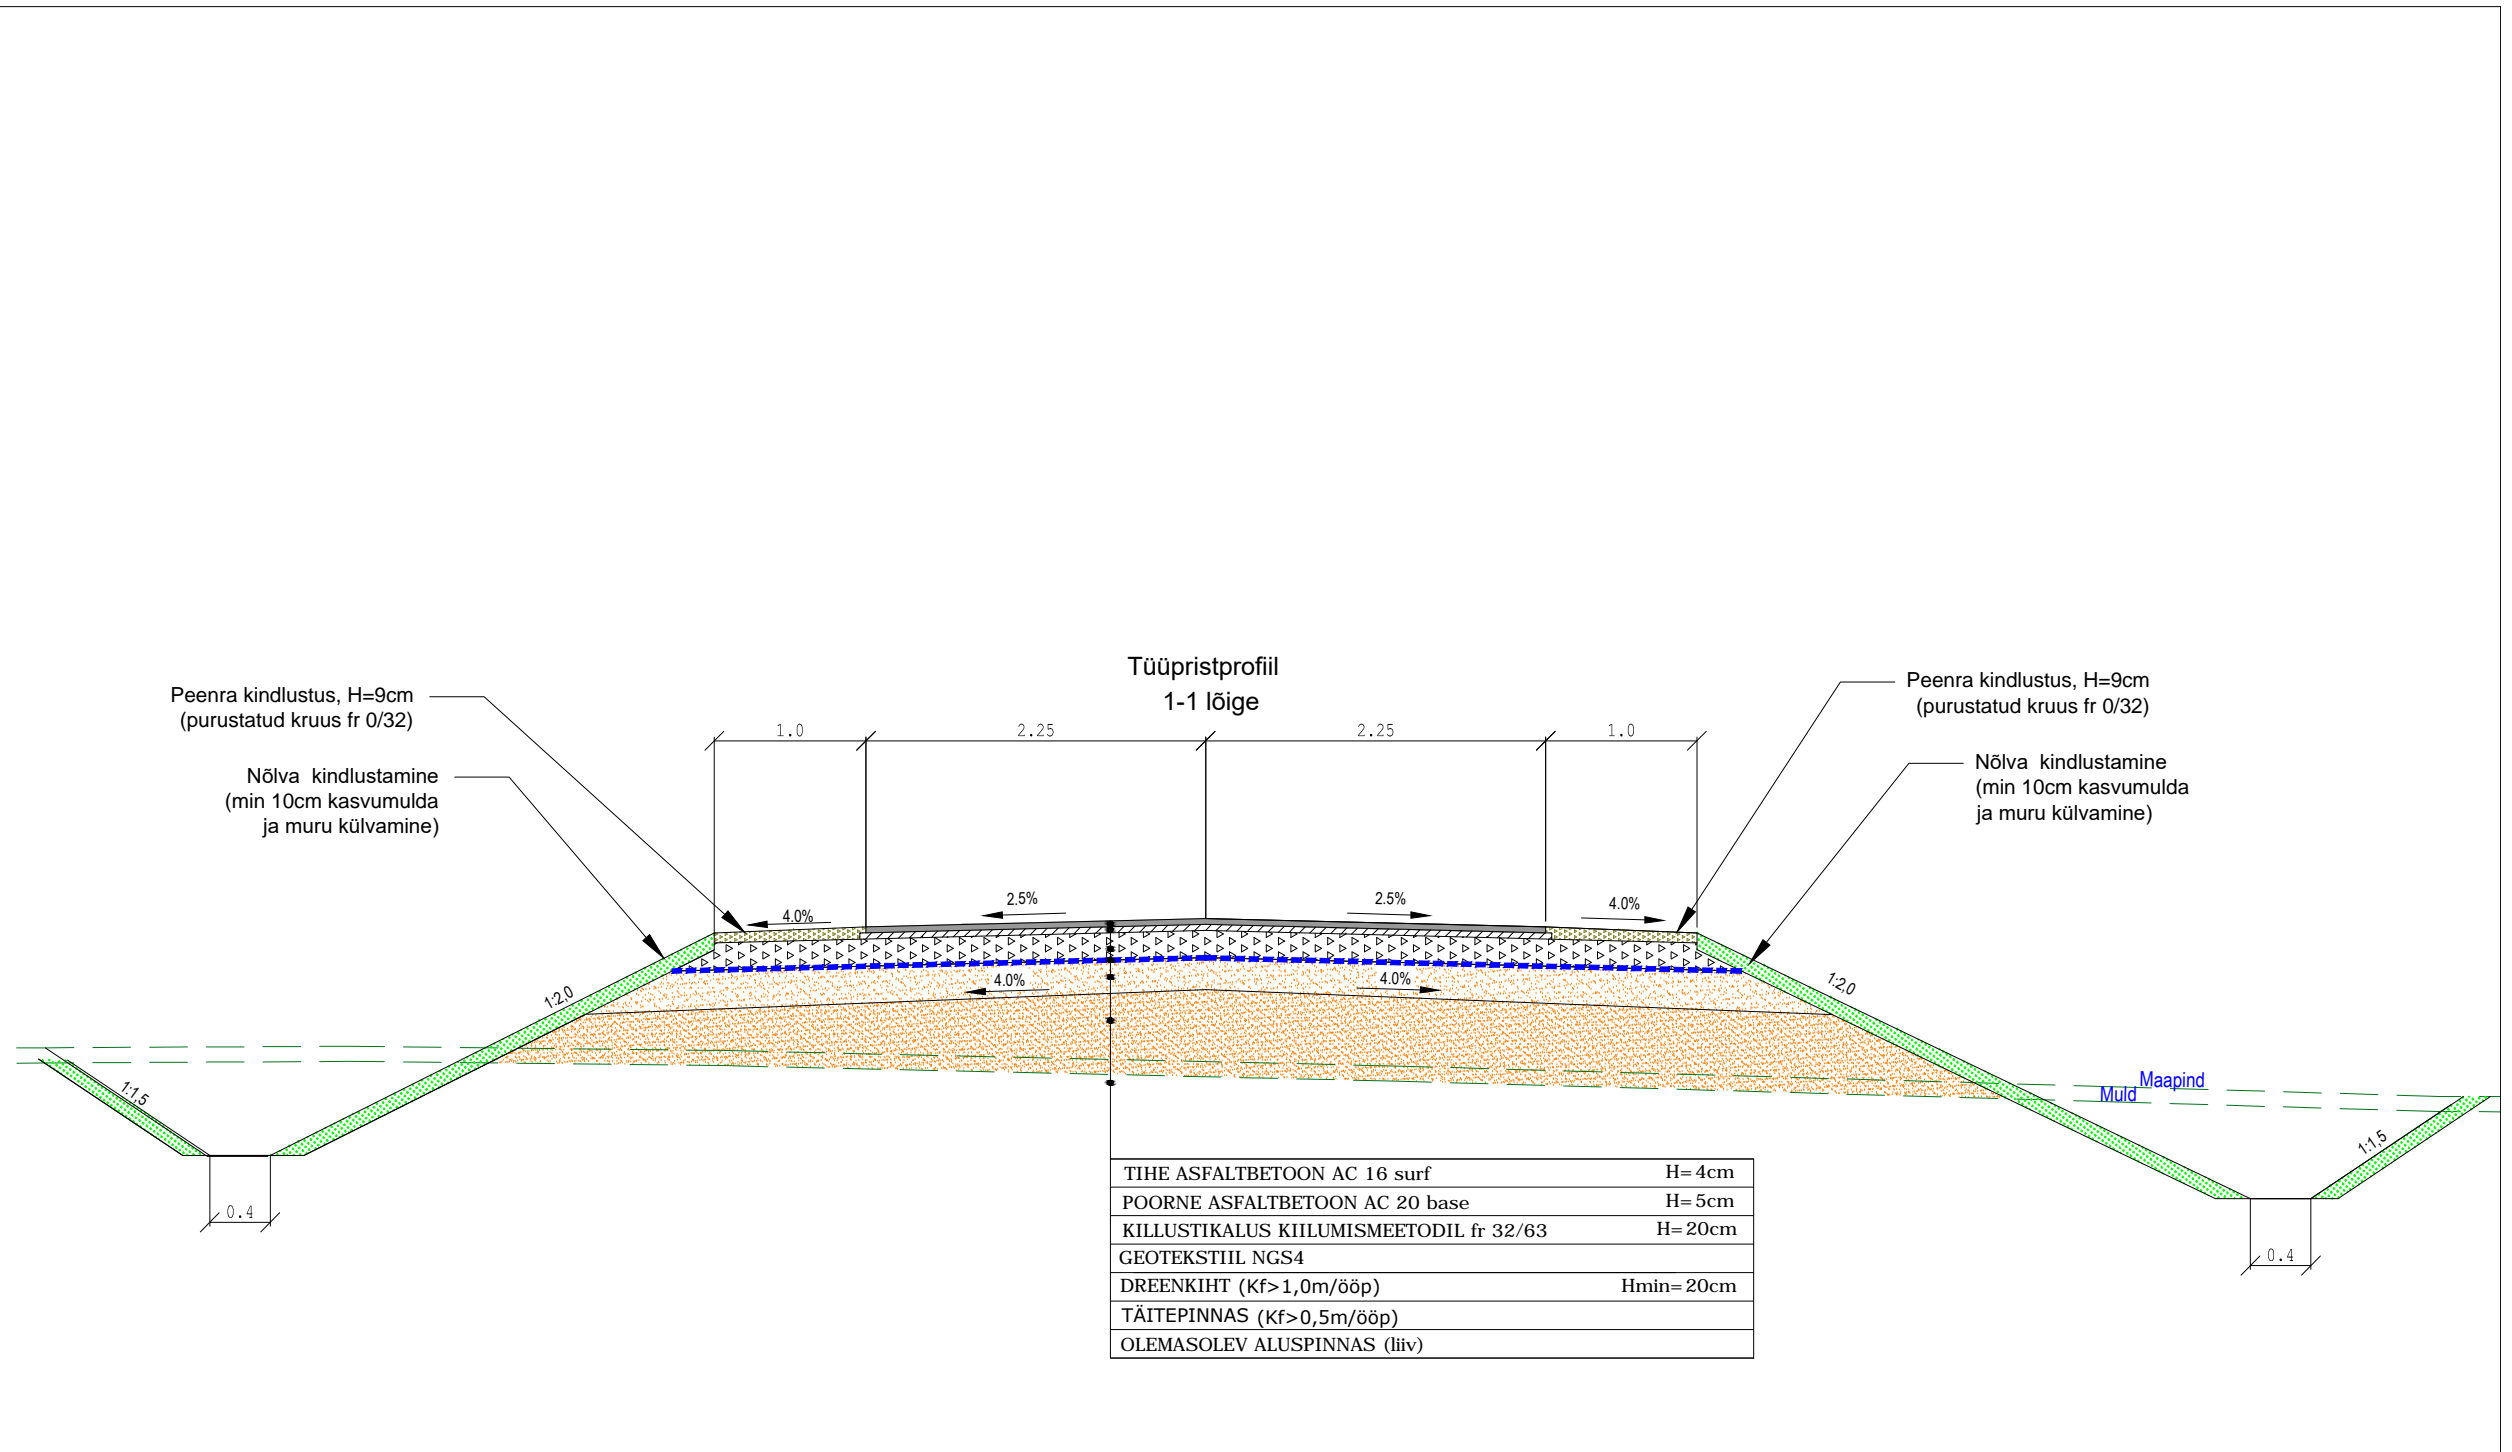 Tüüpristprofiil
1-1 lõige
Peenra kindlustus, H=9cm
(purustatud kruus fr 0/32)
Nõlva kindlustamine
(min 10cm kasvumulda
ja muru külvamine)
Peenra kindlustus, H=9cm
(purustatud kruus fr 0/32)
Nõlva kindlustamine
(min 10cm kasvumulda
ja muru külvamine)
1.0
2.25
2.25
1.0
4.0%
2.5%
2.5%
4.0%
4.0%
4.0%
1:2,0
1:2,0
1:1,5
1:1,5
Maapind
Muld
0.4
0.4
TIHE ASFALTBETOON AC 16 surf H=4cm
POORNE ASFALTBETOON AC 20 base H=5cm
KILLUSTIKALUS KIILUMISMEETODIL fr 32/63 H=20cm
GEOTEKSTIIL NGS4
DREENKIHT (Kf>1,0m/ööp) Hmin=20cm
TÄITEPINNAS (Kf>0,5m/ööp)
OLEMASOLEV ALUSPINNAS (liiv)